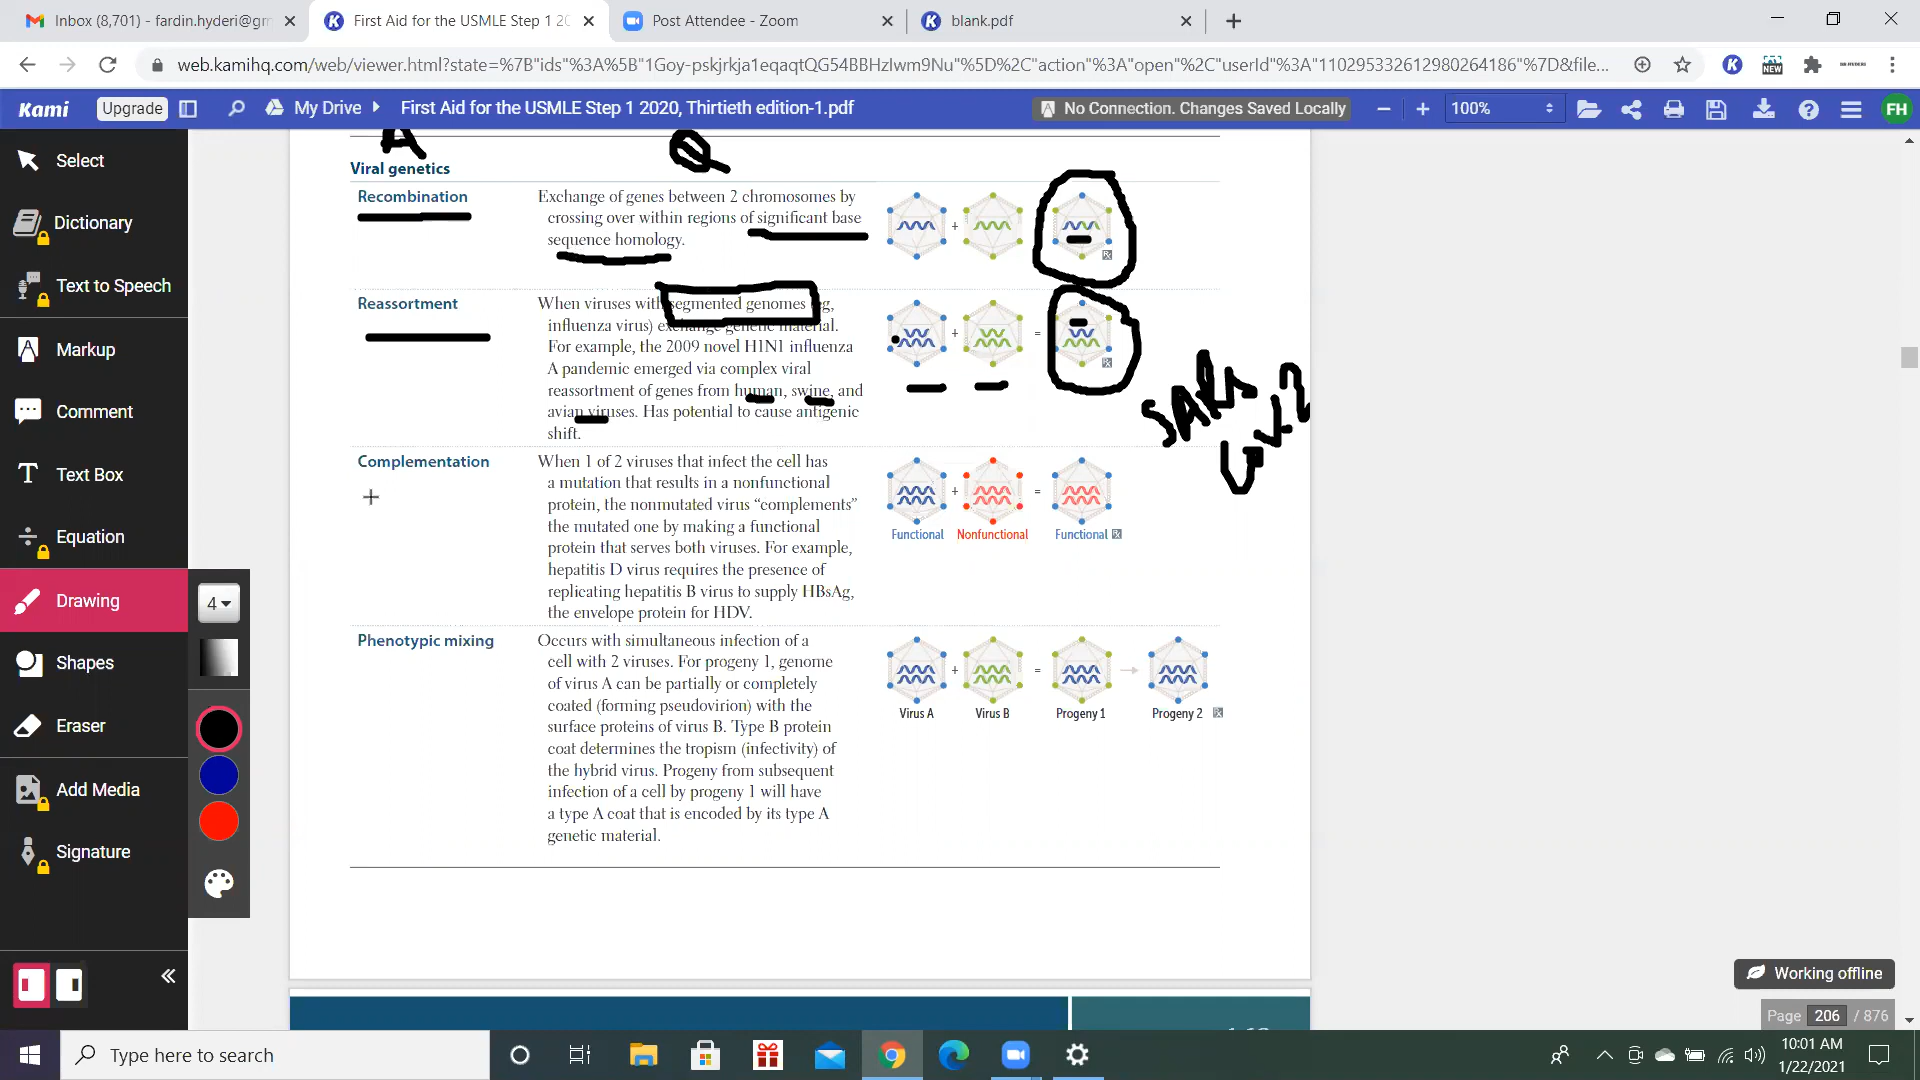 Inbox (8,701) - fardin.hyderi@gm
First Aid for the USMLE Step 1 20
Post Attendee - Zoom
blank.pdf
web.kamihq.com/web/viewer.html?state=%7B"ids"%3A%5B"1Goy-pskjrkja1eqaqtQG54BBHzIwm9Nu"%5D%2C"action"%3A"open"%2C"userId"%3A"110295332612980264186"%7D&file...
NEW
Kami
Upgrade
My Drive
First Aid for the USMLE Step 1 2020, Thirtieth edition-1.pdf
No Connection. Changes Saved Locally
100%
FH
Select
Dictionary
Text to Speech
Markup
Comment
Text Box
Equation
Drawing
Shapes
Eraser
Add Media
Signature
4
A
Viral genetics
Recombination
Exchange of genes between 2 chromosomes by
crossing over within regions of significant base
sequence homology.
+
Reassortment
When viruses with segmented genomes (eg,
influenza virus) exchange genetic material.
For example, the 2009 novel H1N1 influenza
A pandemic emerged via complex viral
reassortment of genes from human, swine, and
avian viruses. Has potential to cause antigenic
shift.
+ =
SARS
Complementation
When 1 of 2 viruses that infect the cell has
a mutation that results in a nonfunctional
protein, the nonmutated virus “complements”
the mutated one by making a functional
protein that serves both viruses. For example,
hepatitis D virus requires the presence of
replicating hepatitis B virus to supply HBsAg,
the envelope protein for HDV.
+ =
Functional Nonfunctional Functional
Phenotypic mixing
Occurs with simultaneous infection of a
cell with 2 viruses. For progeny 1, genome
of virus A can be partially or completely
coated (forming pseudovirion) with the
surface proteins of virus B. Type B protein
coat determines the tropism (infectivity) of
the hybrid virus. Progeny from subsequent
infection of a cell by progeny 1 will have
a type A coat that is encoded by its type A
genetic material.
+ =
Virus A Virus B Progeny 1 Progeny 2
Working offline
Page 206 / 876
Type here to search
10:01 AM
1/22/2021